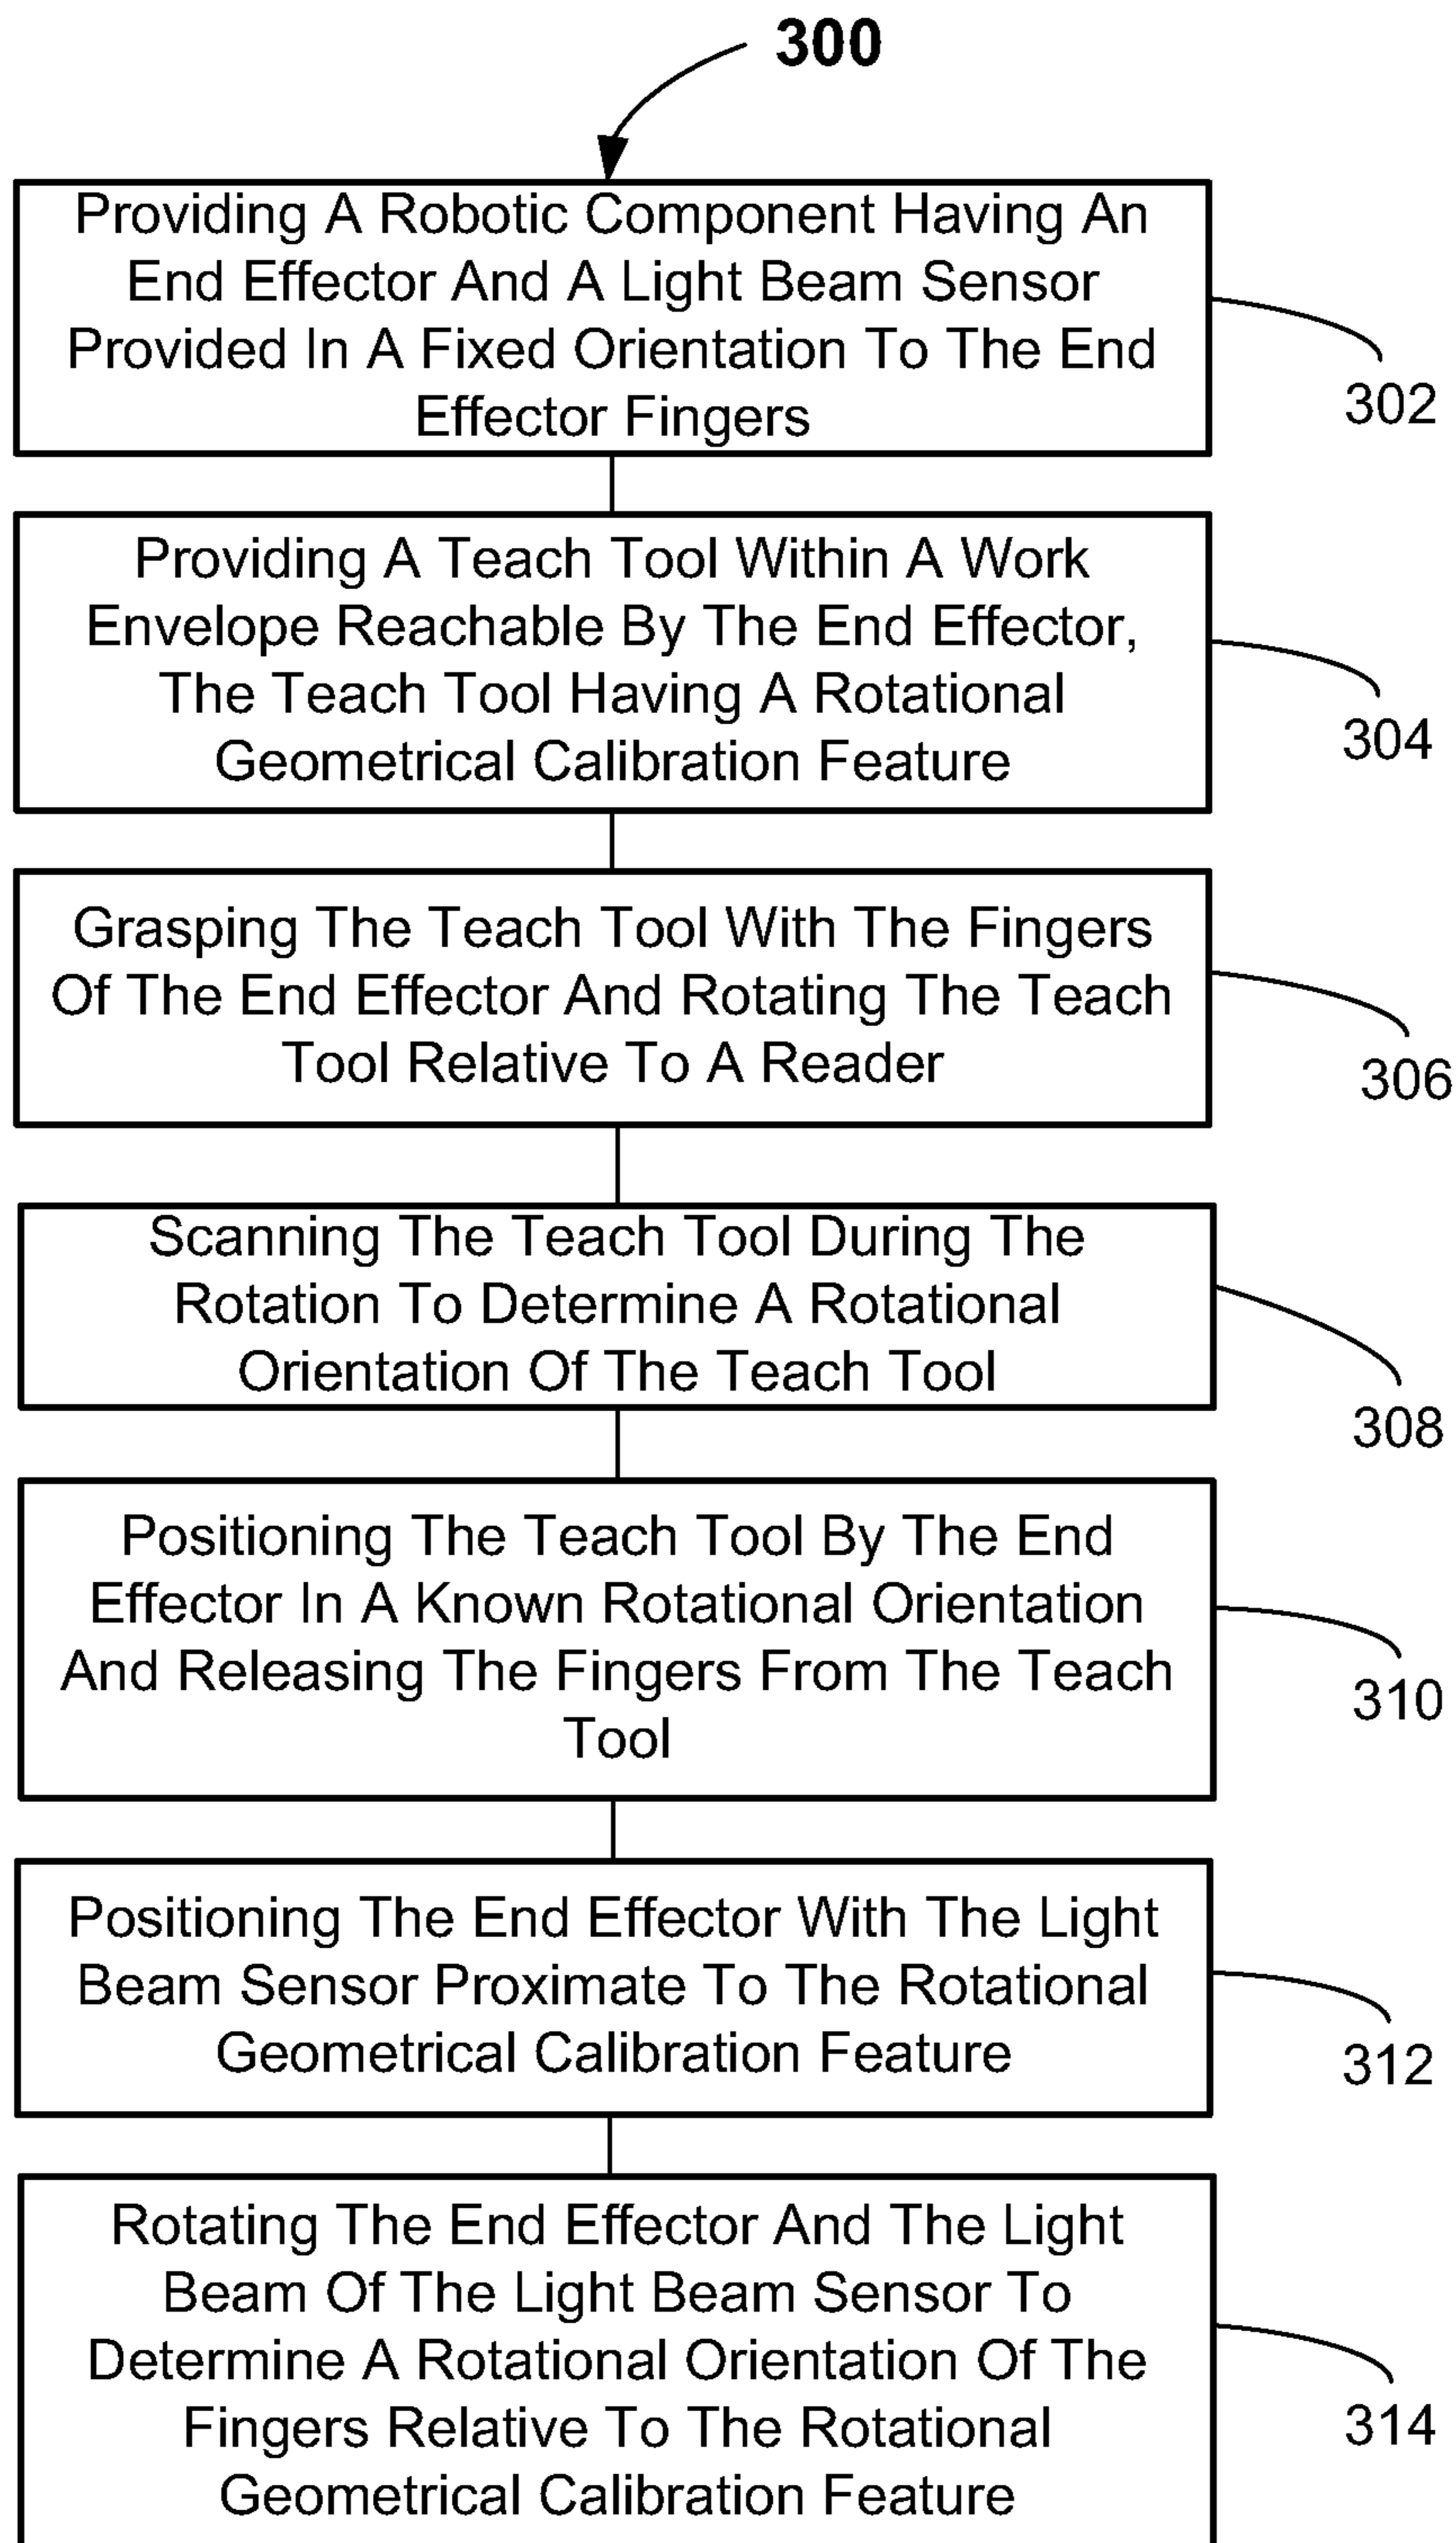 300
Providing A Robotic Component Having An
End Effector And A Light Beam Sensor
Provided In A Fixed Orientation To The End
Effector Fingers
302
Providing A Teach Tool Within A Work
Envelope Reachable By The End Effector,
The Teach Tool Having A Rotational
Geometrical Calibration Feature
304
Grasping The Teach Tool With The Fingers
Of The End Effector And Rotating The Teach
Tool Relative To A Reader
306
Scanning The Teach Tool During The
Rotation To Determine A Rotational
Orientation Of The Teach Tool
308
Positioning The Teach Tool By The End
Effector In A Known Rotational Orientation
And Releasing The Fingers From The Teach
Tool
310
Positioning The End Effector With The Light
Beam Sensor Proximate To The Rotational
Geometrical Calibration Feature
312
Rotating The End Effector And The Light
Beam Of The Light Beam Sensor To
Determine A Rotational Orientation Of The
Fingers Relative To The Rotational
Geometrical Calibration Feature
314